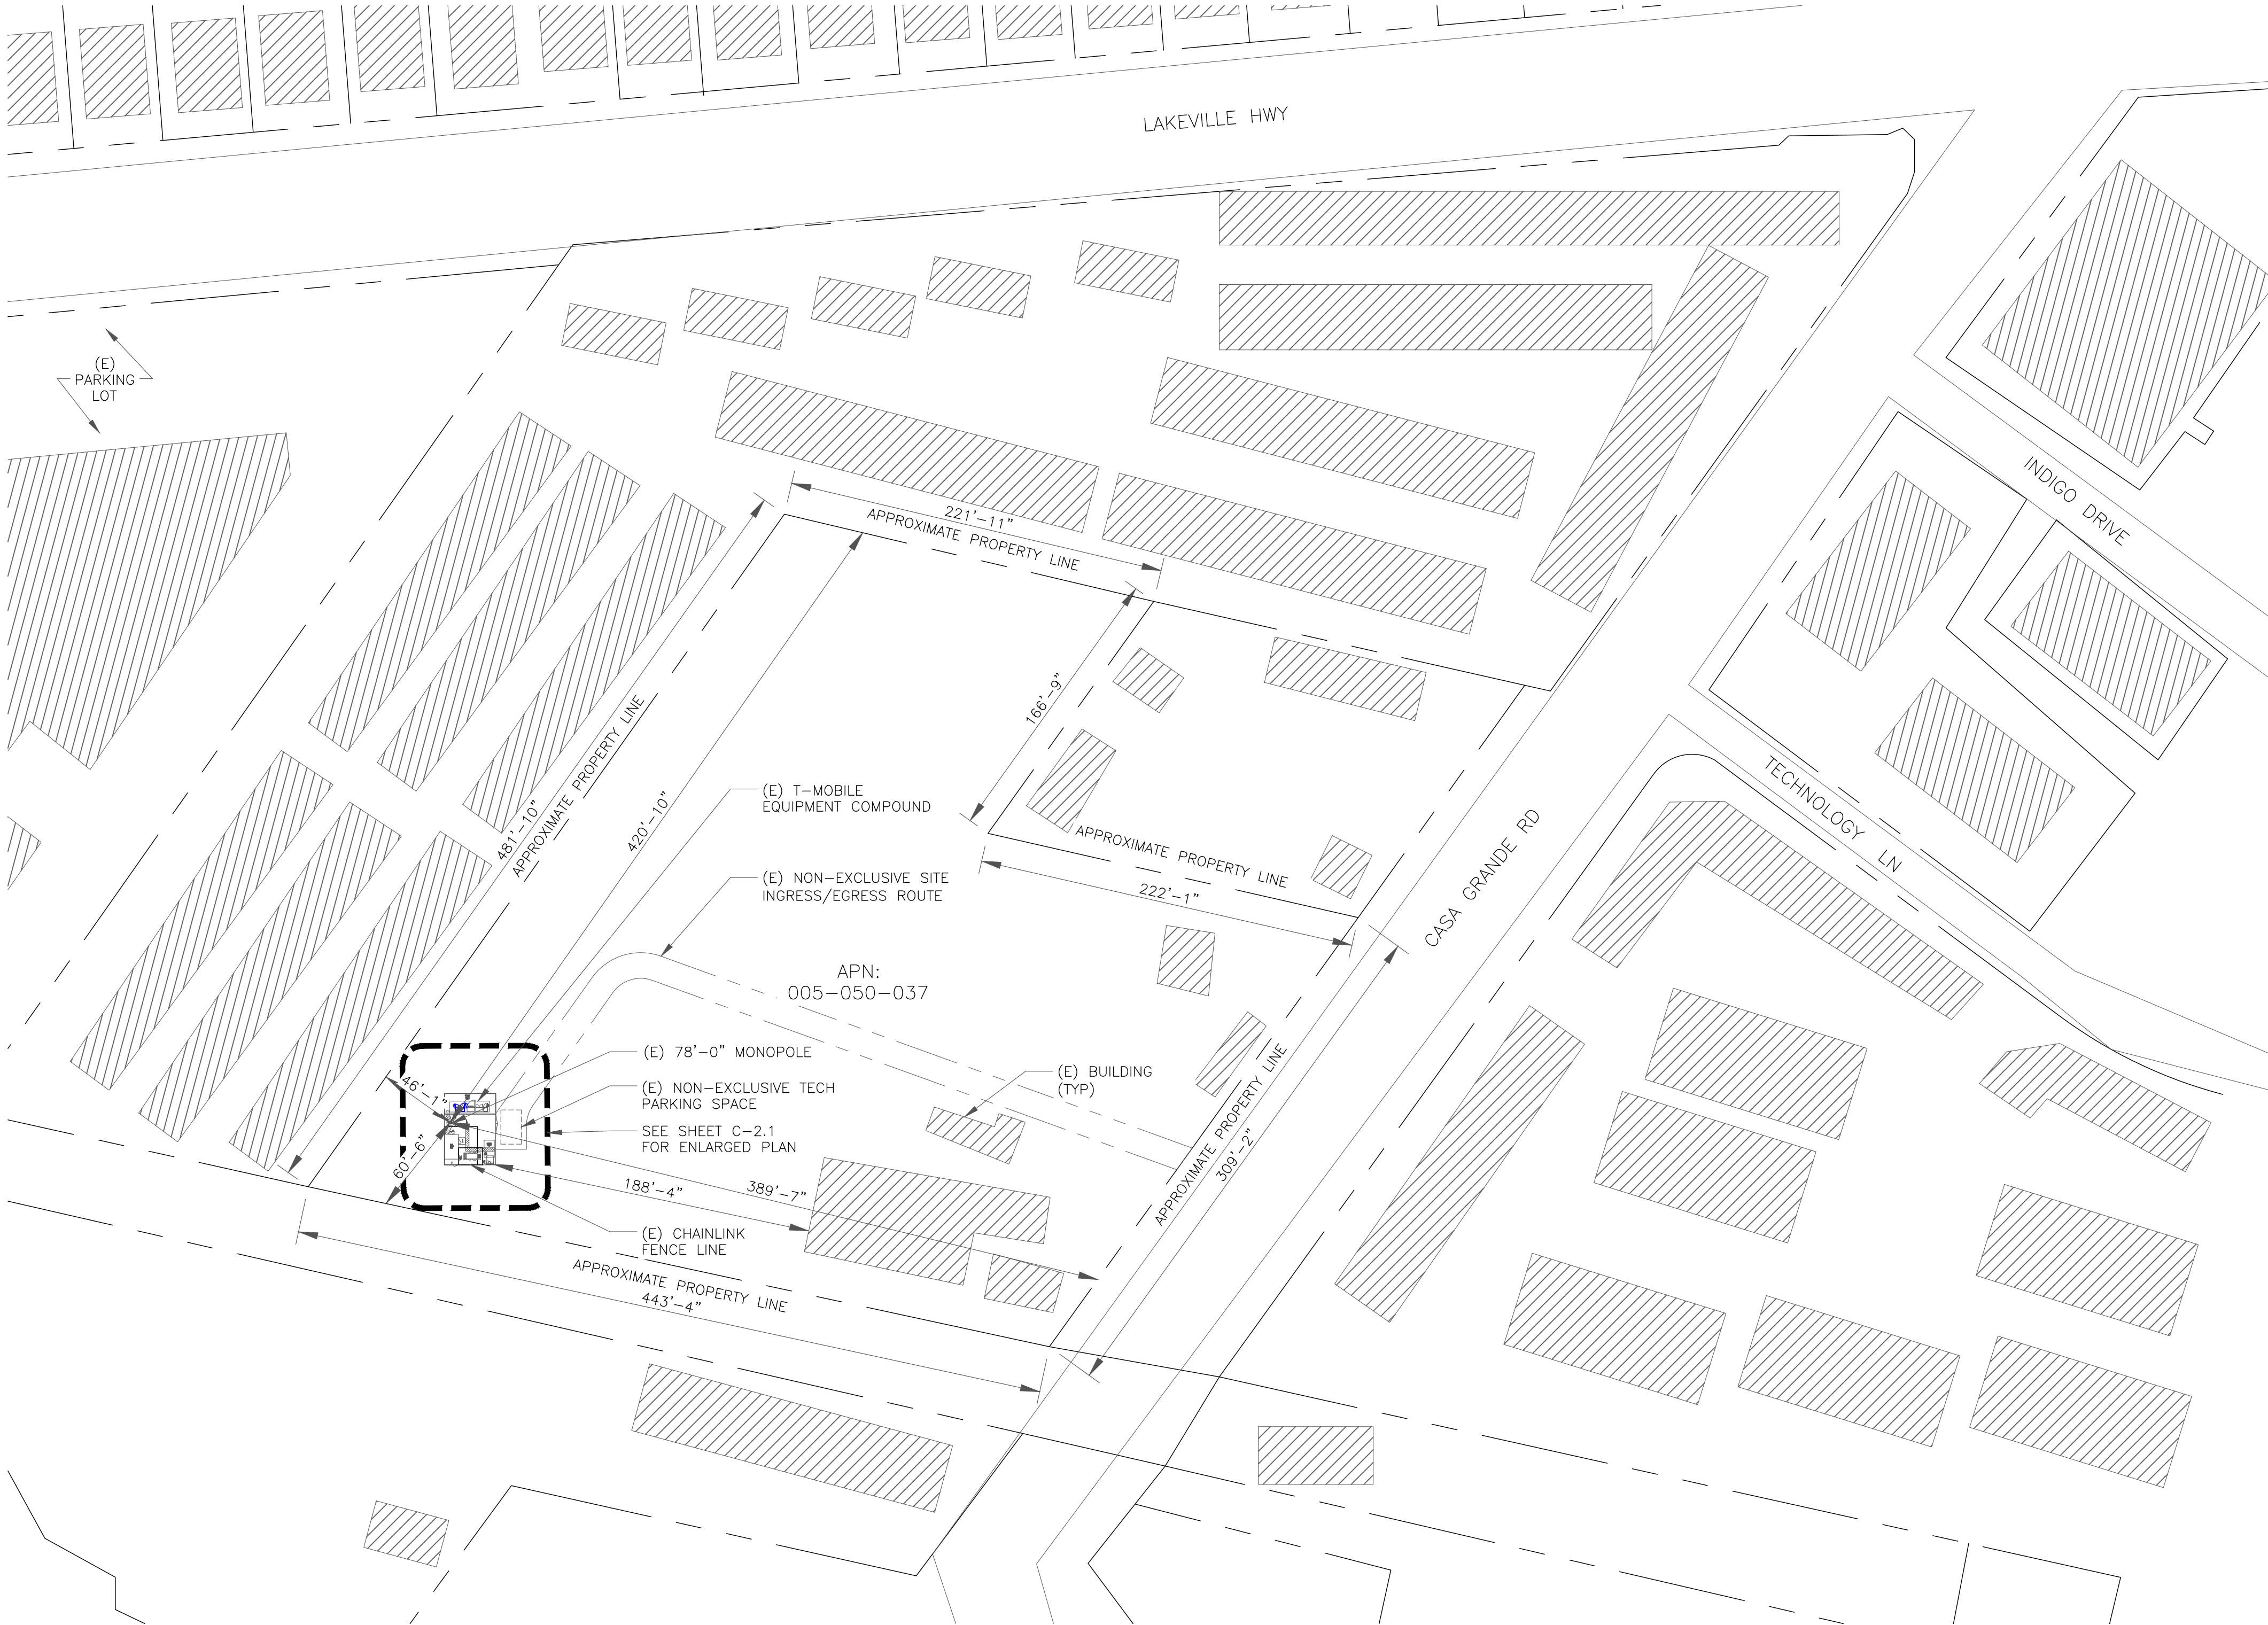 LAKEVILLE HWY
(E)
PARKING
LOT
INDIGO DRIVE
221'-11"
APPROXIMATE PROPERTY LINE
166'-9"
481'-10"
APPROXIMATE PROPERTY LINE
420'-10"
(E) T-MOBILE
EQUIPMENT COMPOUND
TECHNOLOGY LN
APPROXIMATE PROPERTY LINE
222'-1"
CASA GRANDE RD
(E) NON-EXCLUSIVE SITE
INGRESS/EGRESS ROUTE
APN:
005-050-037
(E) 78'-0" MONOPOLE
(E) NON-EXCLUSIVE TECH
PARKING SPACE
(E) BUILDING
(TYP)
46'-1"
SEE SHEET C-2.1
FOR ENLARGED PLAN
60'-6"
188'-4"
389'-7"
APPROXIMATE PROPERTY LINE
309'-2"
(E) CHAINLINK
FENCE LINE
APPROXIMATE PROPERTY LINE
443'-4"